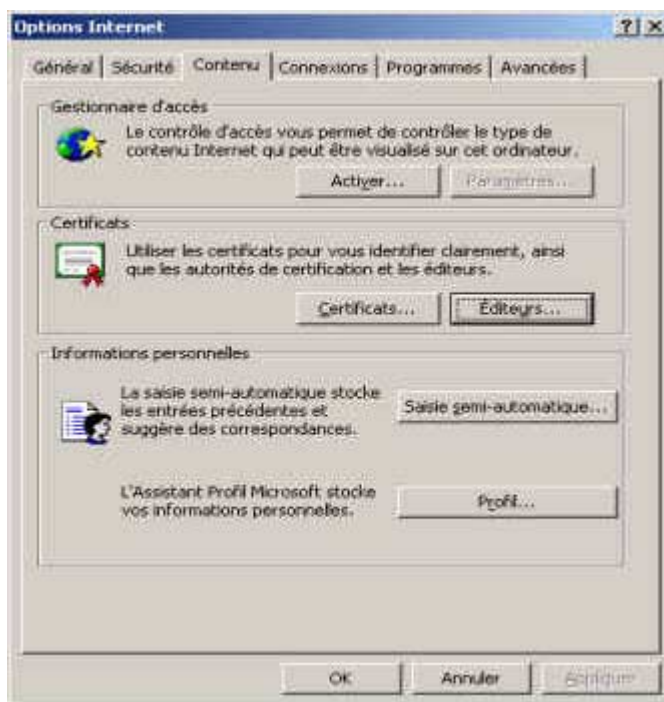 Options Internet
Général Sécurité Contenu Connexions Programmes Avancées
Gestionnaire d'accès
Le contrôle d'accès vous permet de contrôler le type de
contenu Internet qui peut être visualisé sur cet ordinateur.
Activer... Paramètres...
Certificats
Utiliser les certificats pour vous identifier clairement, ainsi
que les autorités de certification et les éditeurs.
Certificats... Éditeurs...
Informations personnelles
La saisie semi-automatique stocke
les entrées précédentes et
suggère des correspondances.
Saisie semi-automatique...
L'Assistant Profil Microsoft stocke
vos informations personnelles.
Profil...
OK Annuler Appliquer